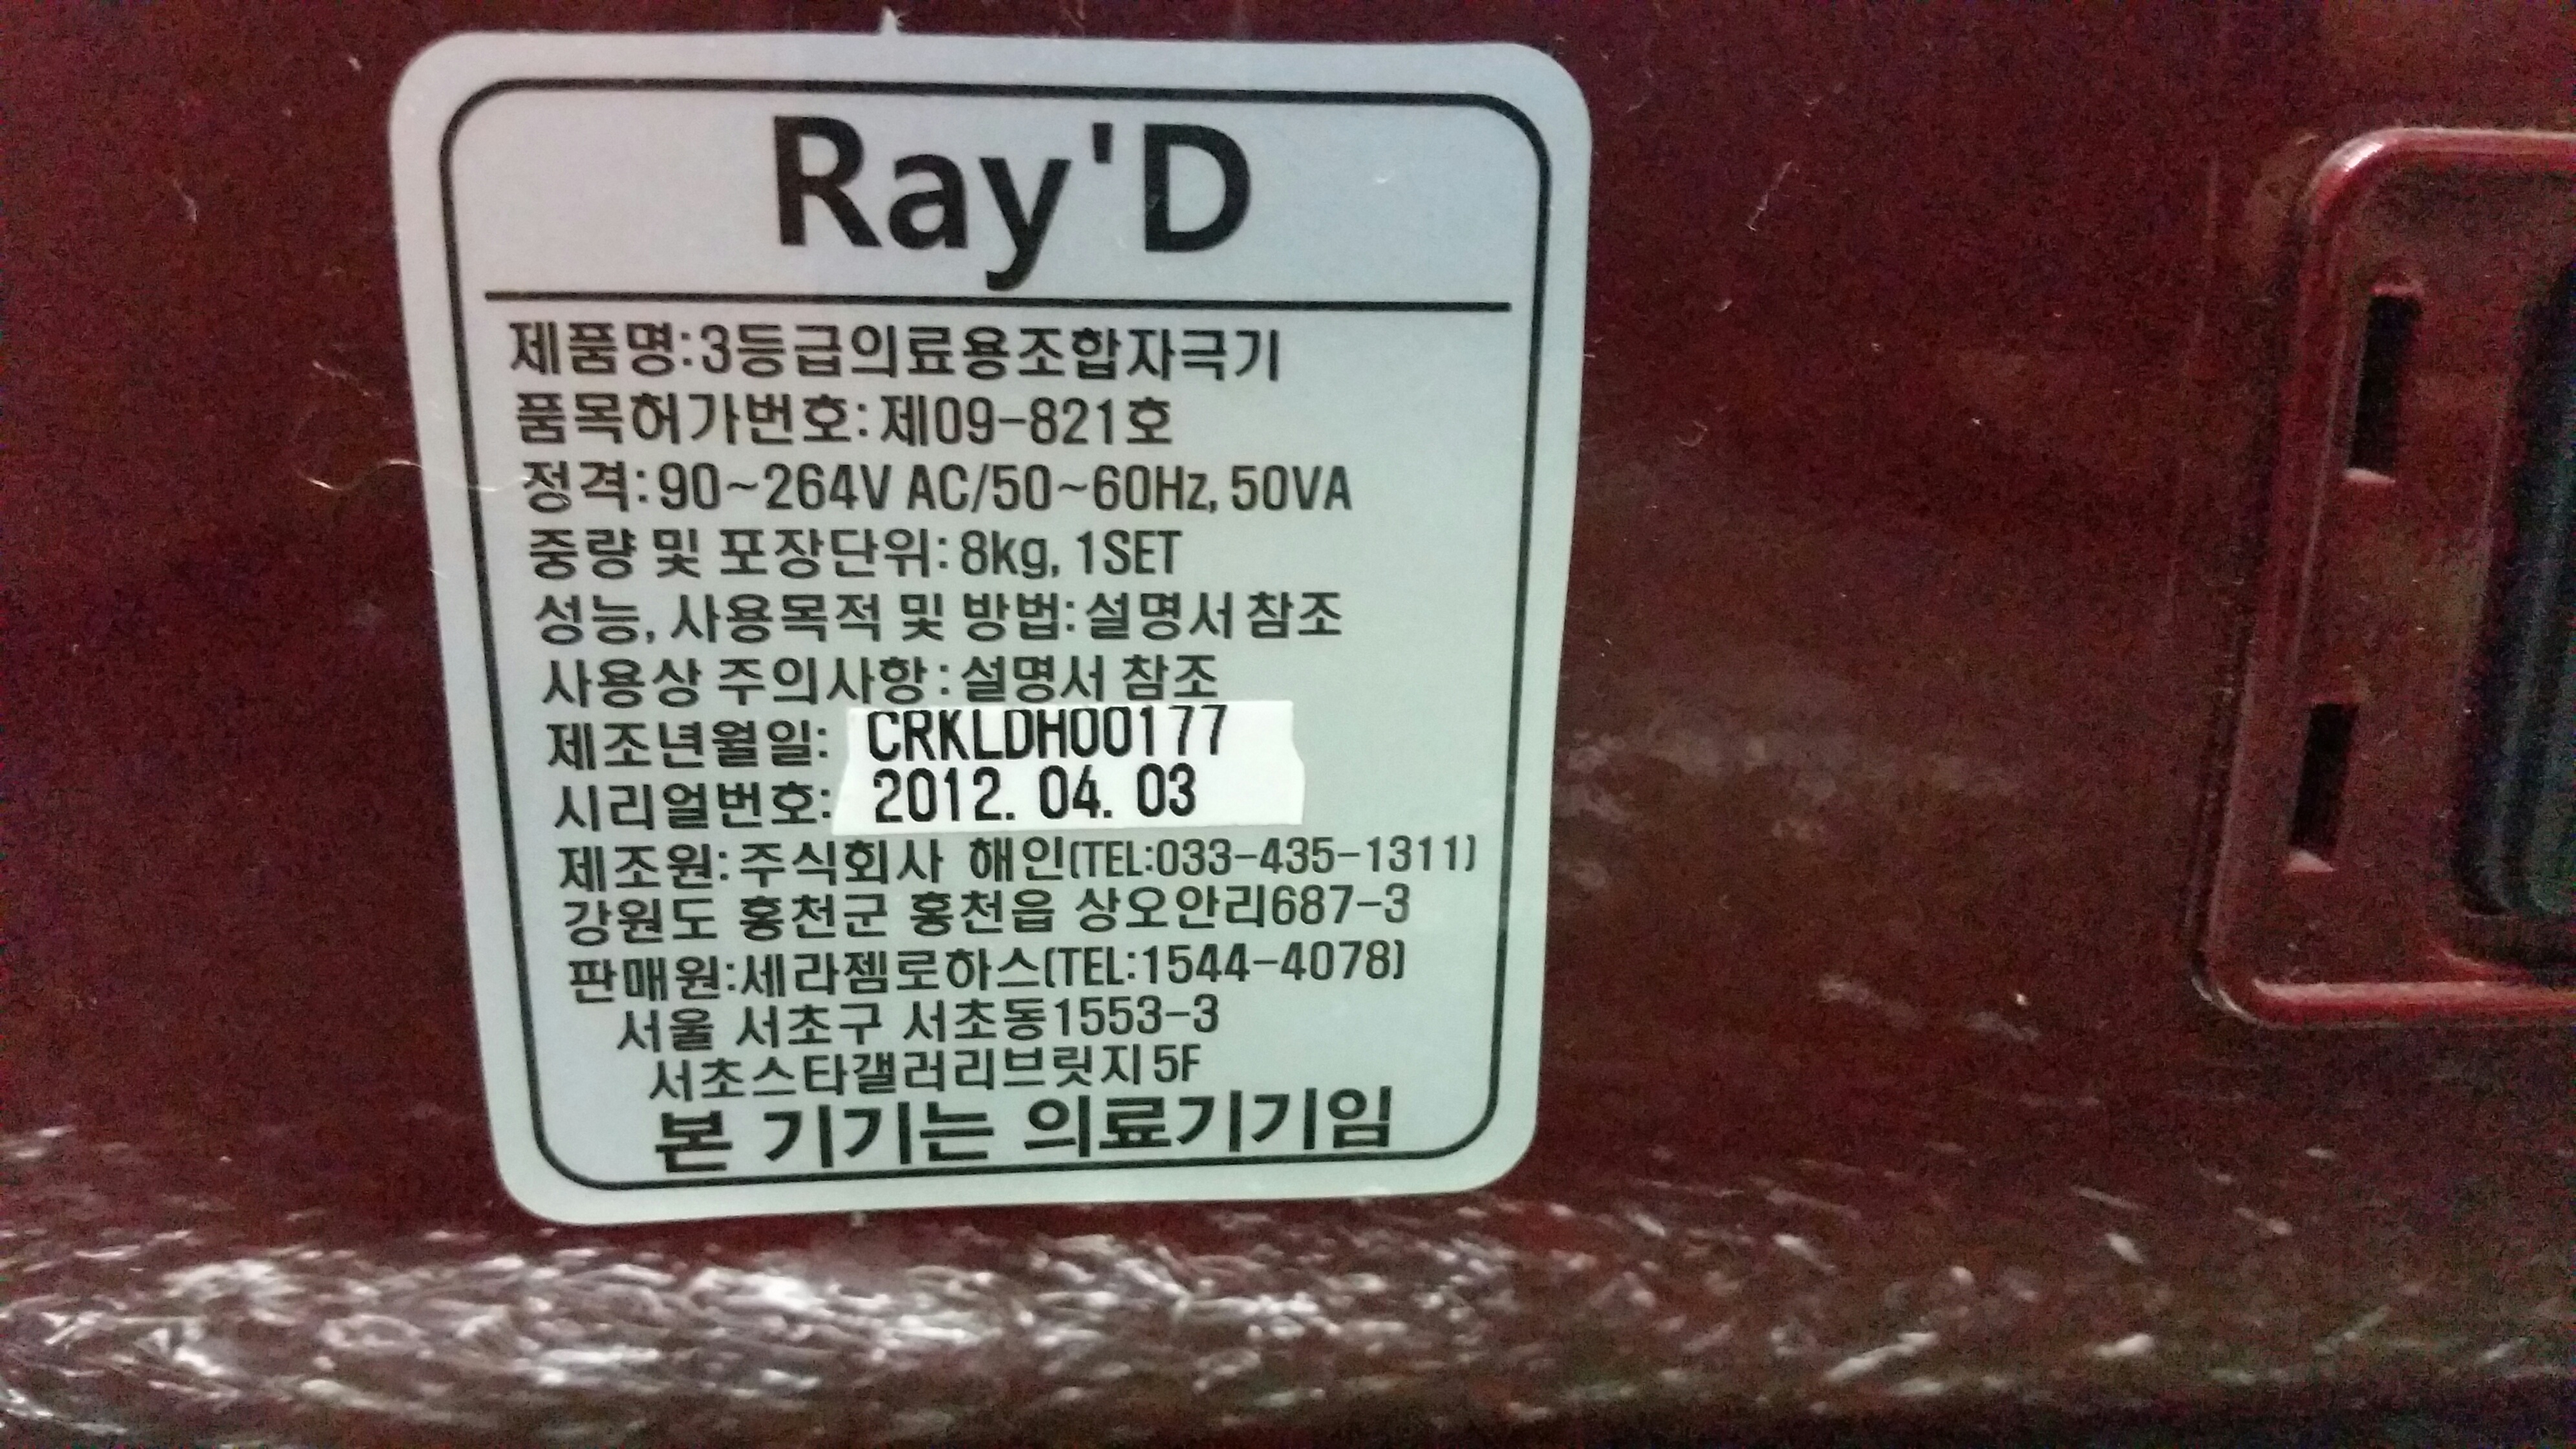 Ray'D
제품명:3등급의료용조합자극기
품목허가번호:제09-821호
정격:90~264V AC/50~60Hz, 50VA
중량 및 포장단위:8kg, 1SET
성능, 사용목적 및 방법:설명서 참조
사용상 주의사항:설명서 참조
제조년월일: CRKLDH00177
시리얼번호: 2012. 04. 03
제조원:주식회사 해인(TEL:033-435-1311)
강원도 홍천군 홍천읍 상오안리687-3
판매원:세라젬로하스(TEL:1544-4078)
서울 서초구 서초동1553-3
서초스타갤러리브릿지5F
본 기기는 의료기기임